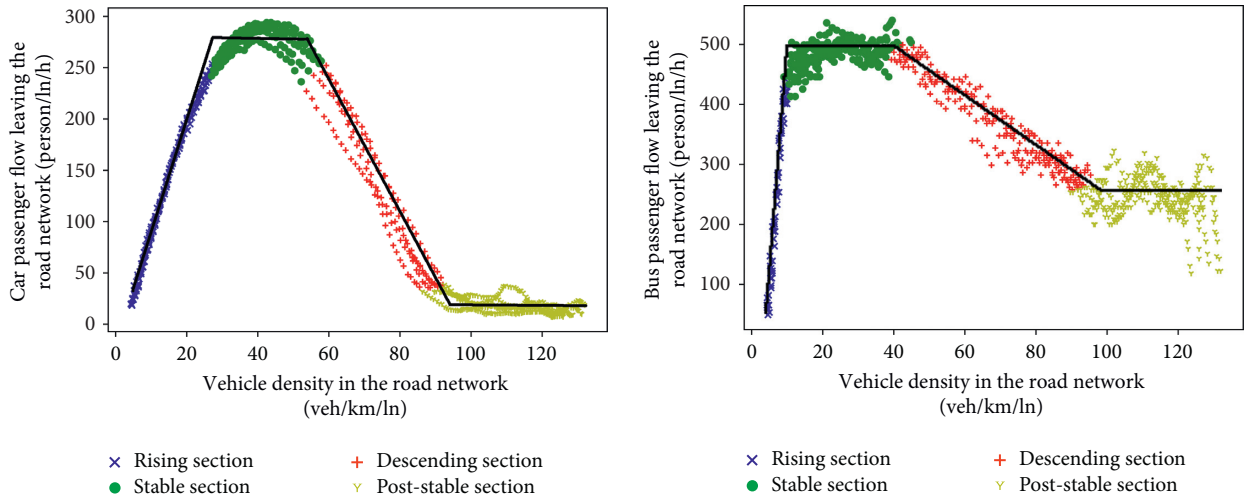 Car passenger flow leaving the
road network (person/ln/h)
300
250
200
150
100
50
0
0 20 40 60 80 100 120
Vehicle density in the road network
(veh/km/ln)
Rising section
Stable section
Descending section
Post-stable section
Bus passenger flow leaving the
road network (person/ln/h)
500
400
300
200
100
0 20 40 60 80 100 120
Vehicle density in the road network
(veh/km/ln)
Rising section
Stable section
Descending section
Post-stable section